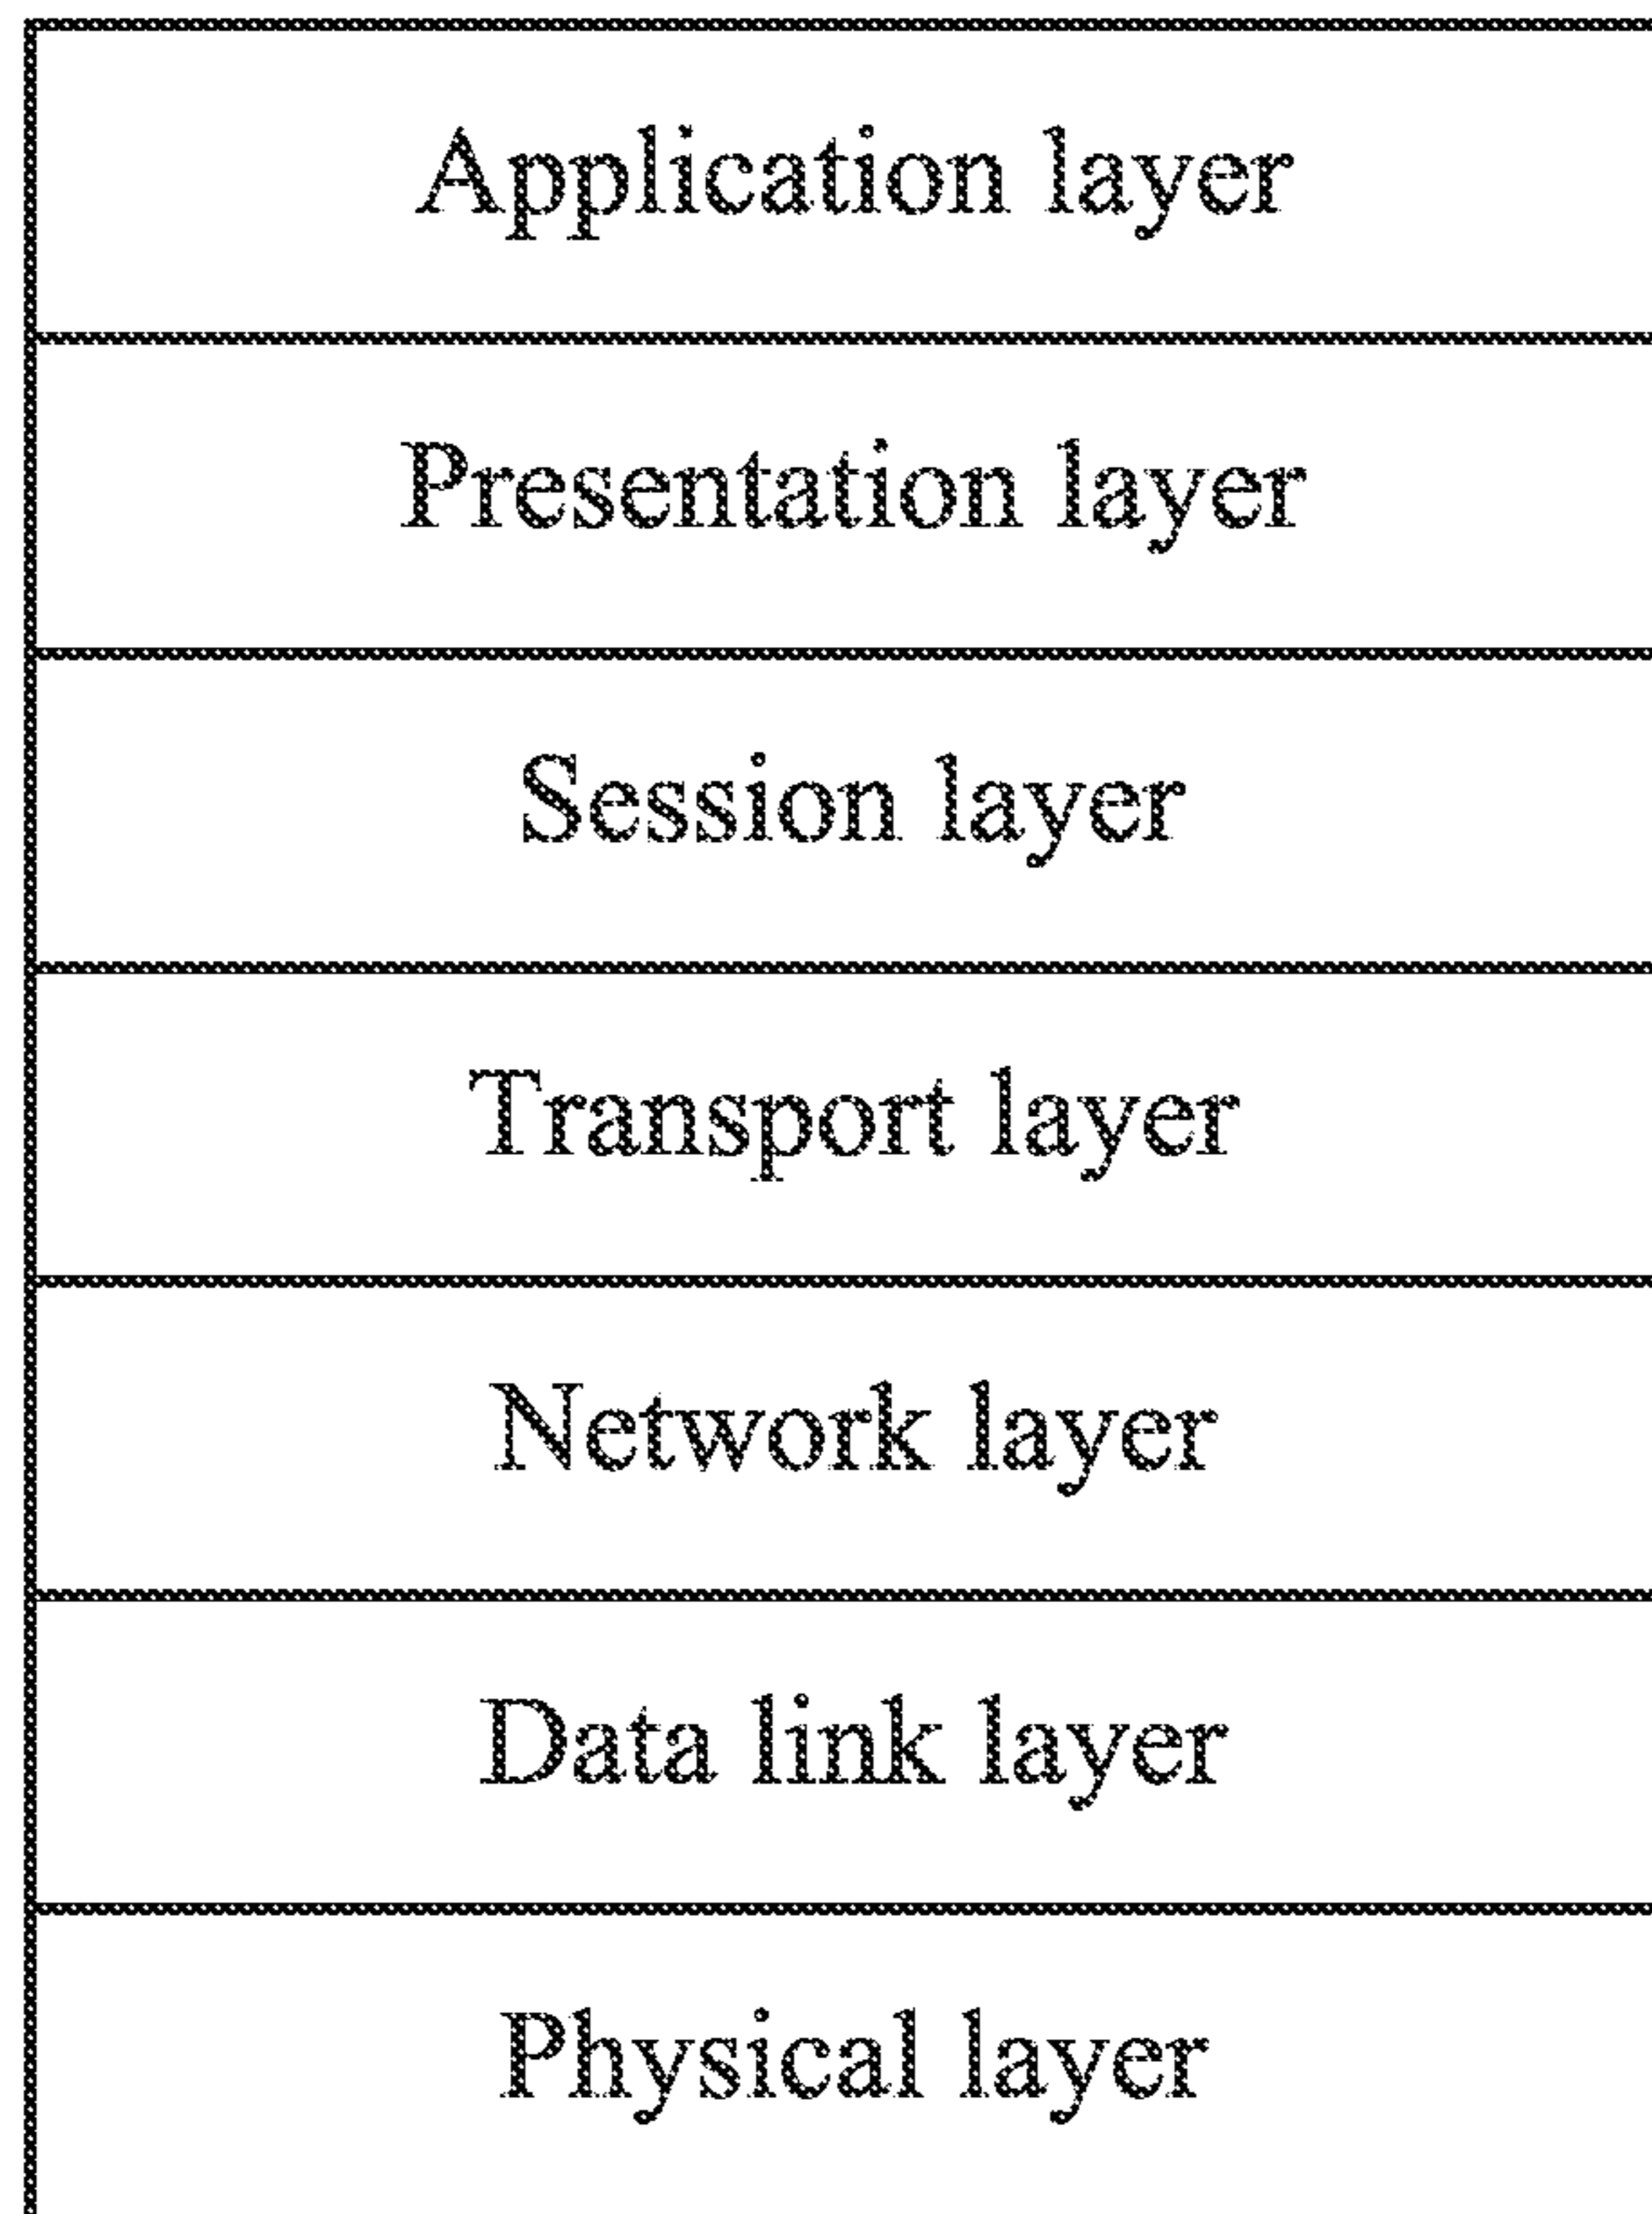 Application layer
Presentation layer
Session layer
Transport layer
Network layer
Data link layer
Physical layer